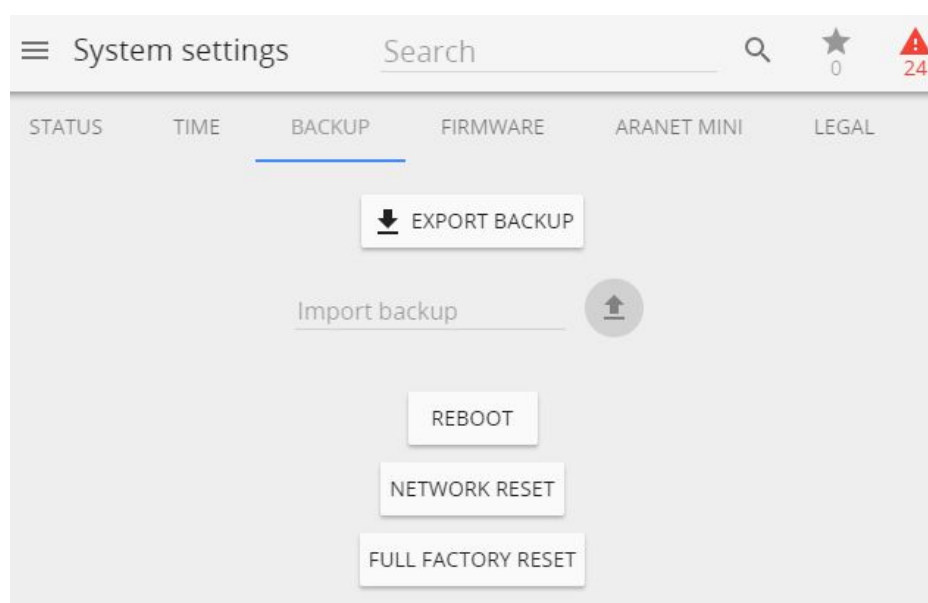 System settings Search
0 24
STATUS TIME BACKUP FIRMWARE ARANET MINI LEGAL
EXPORT BACKUP
Import backup
REBOOT
NETWORK RESET
FULL FACTORY RESET